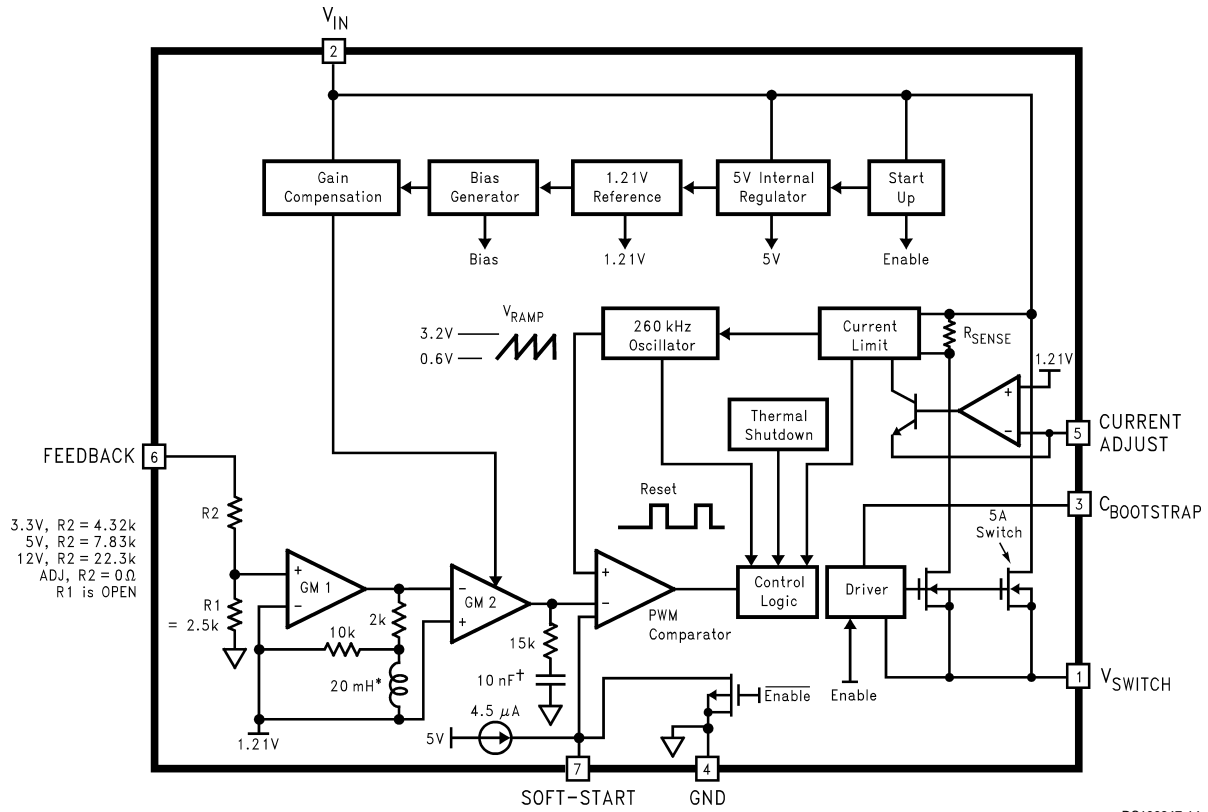 V_IN
2
Gain
Compensation
Bias
Generator
1.21V
Reference
5V Internal
Regulator
Start
Up
Bias
1.21V
5V
Enable
V_RAMP
3.2V
0.6V
260 kHz
Oscillator
Current
Limit
R_SENSE
1.21V
+
−
Thermal
Shutdown
5
CURRENT
ADJUST
FEEDBACK
6
3
C_BOOTSTRAP
Reset
5A
Switch
R2
3.3V, R2 = 4.32k
5V, R2 = 7.83k
12V, R2 = 22.3k
ADJ, R2 = 0Ω
R1 is OPEN
R1
= 2.5k
+
GM 1
−
−
GM 2
+
+
−
PWM
Comparator
Control
Logic
Driver
2k
10k
20 mH*
15k
10 nF†
1.21V
4.5 μA
5V
E̅n̅a̅b̅l̅e̅
Enable
1
V_SWITCH
7
4
SOFT-START
GND